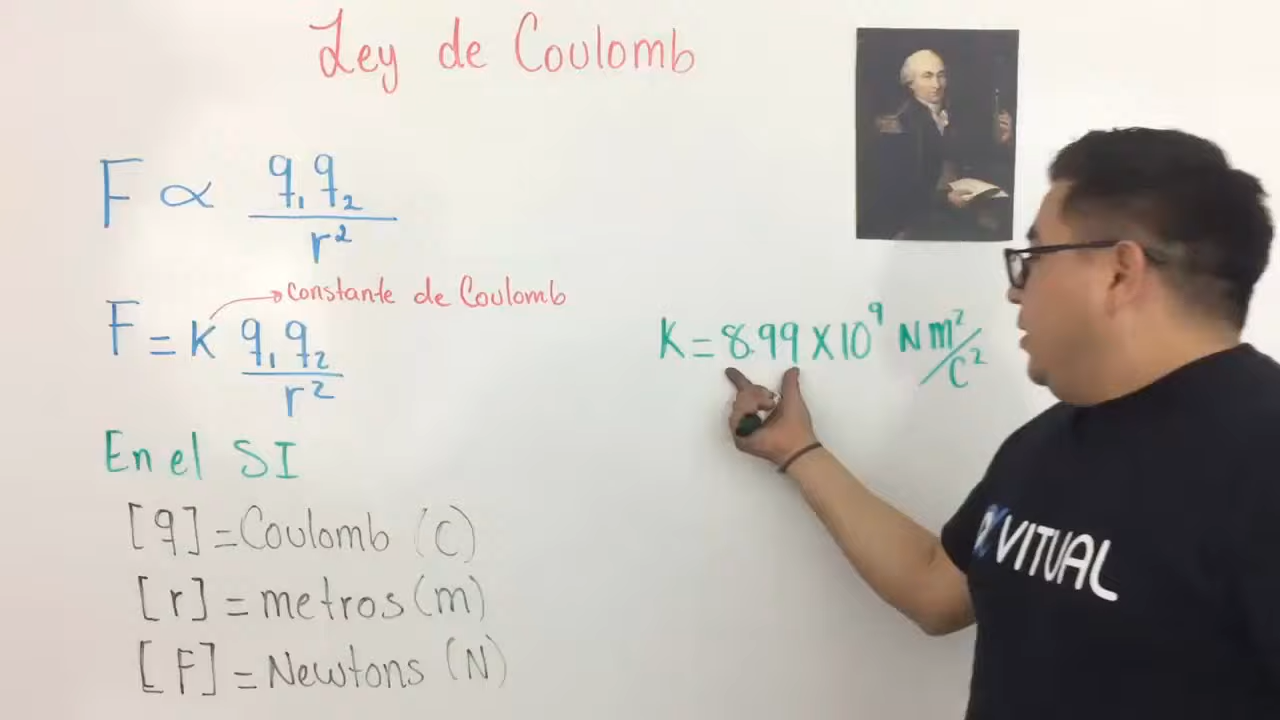 Ley de Coulomb
F ∝ q₁q₂ / r²
constante de Coulomb
F = K q₁q₂ / r²
K = 8.99 X 10⁹ N m² / C²
En el SI
[q] = Coulomb (C)
[r] = metros (m)
[F] = Newtons (N)
VITUAL